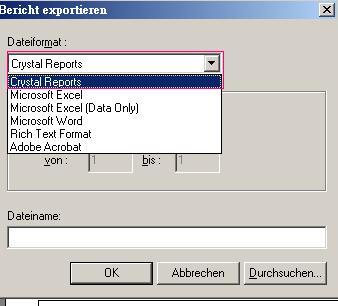 Bericht exportieren
Dateiformat :
Crystal Reports
Crystal Reports
Microsoft Excel
Microsoft Excel (Data Only)
Microsoft Word
Rich Text Format
Adobe Acrobat
von : 1 bis : 1
Dateiname:
OK Abbrechen Durchsuchen...